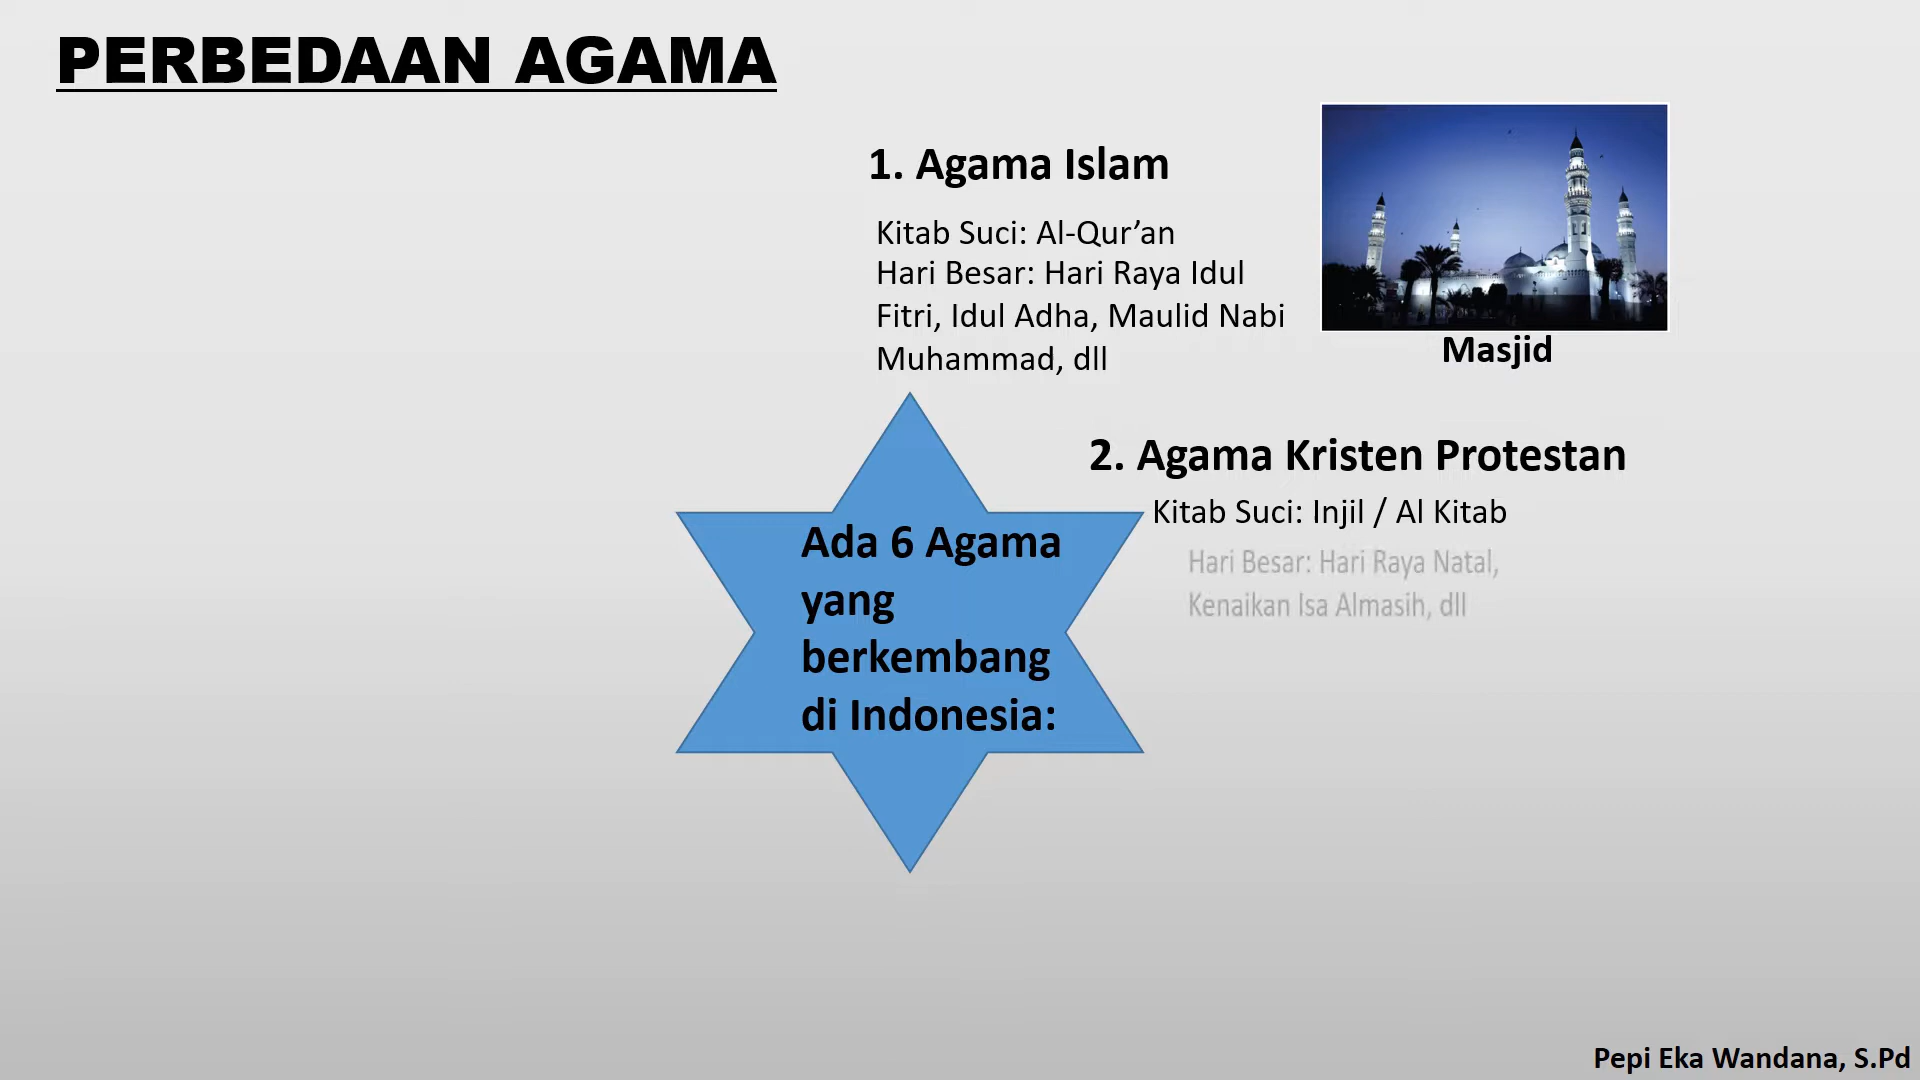 PERBEDAAN AGAMA
1. Agama Islam
Kitab Suci: Al-Qur’an
Hari Besar: Hari Raya Idul
Fitri, Idul Adha, Maulid Nabi
Muhammad, dll
Masjid
2. Agama Kristen Protestan
Kitab Suci: Injil / Al Kitab
Hari Besar: Hari Raya Natal,
Kenaikan Isa Almasih, dll
Ada 6 Agama
yang
berkembang
di Indonesia:
Pepi Eka Wandana, S.Pd